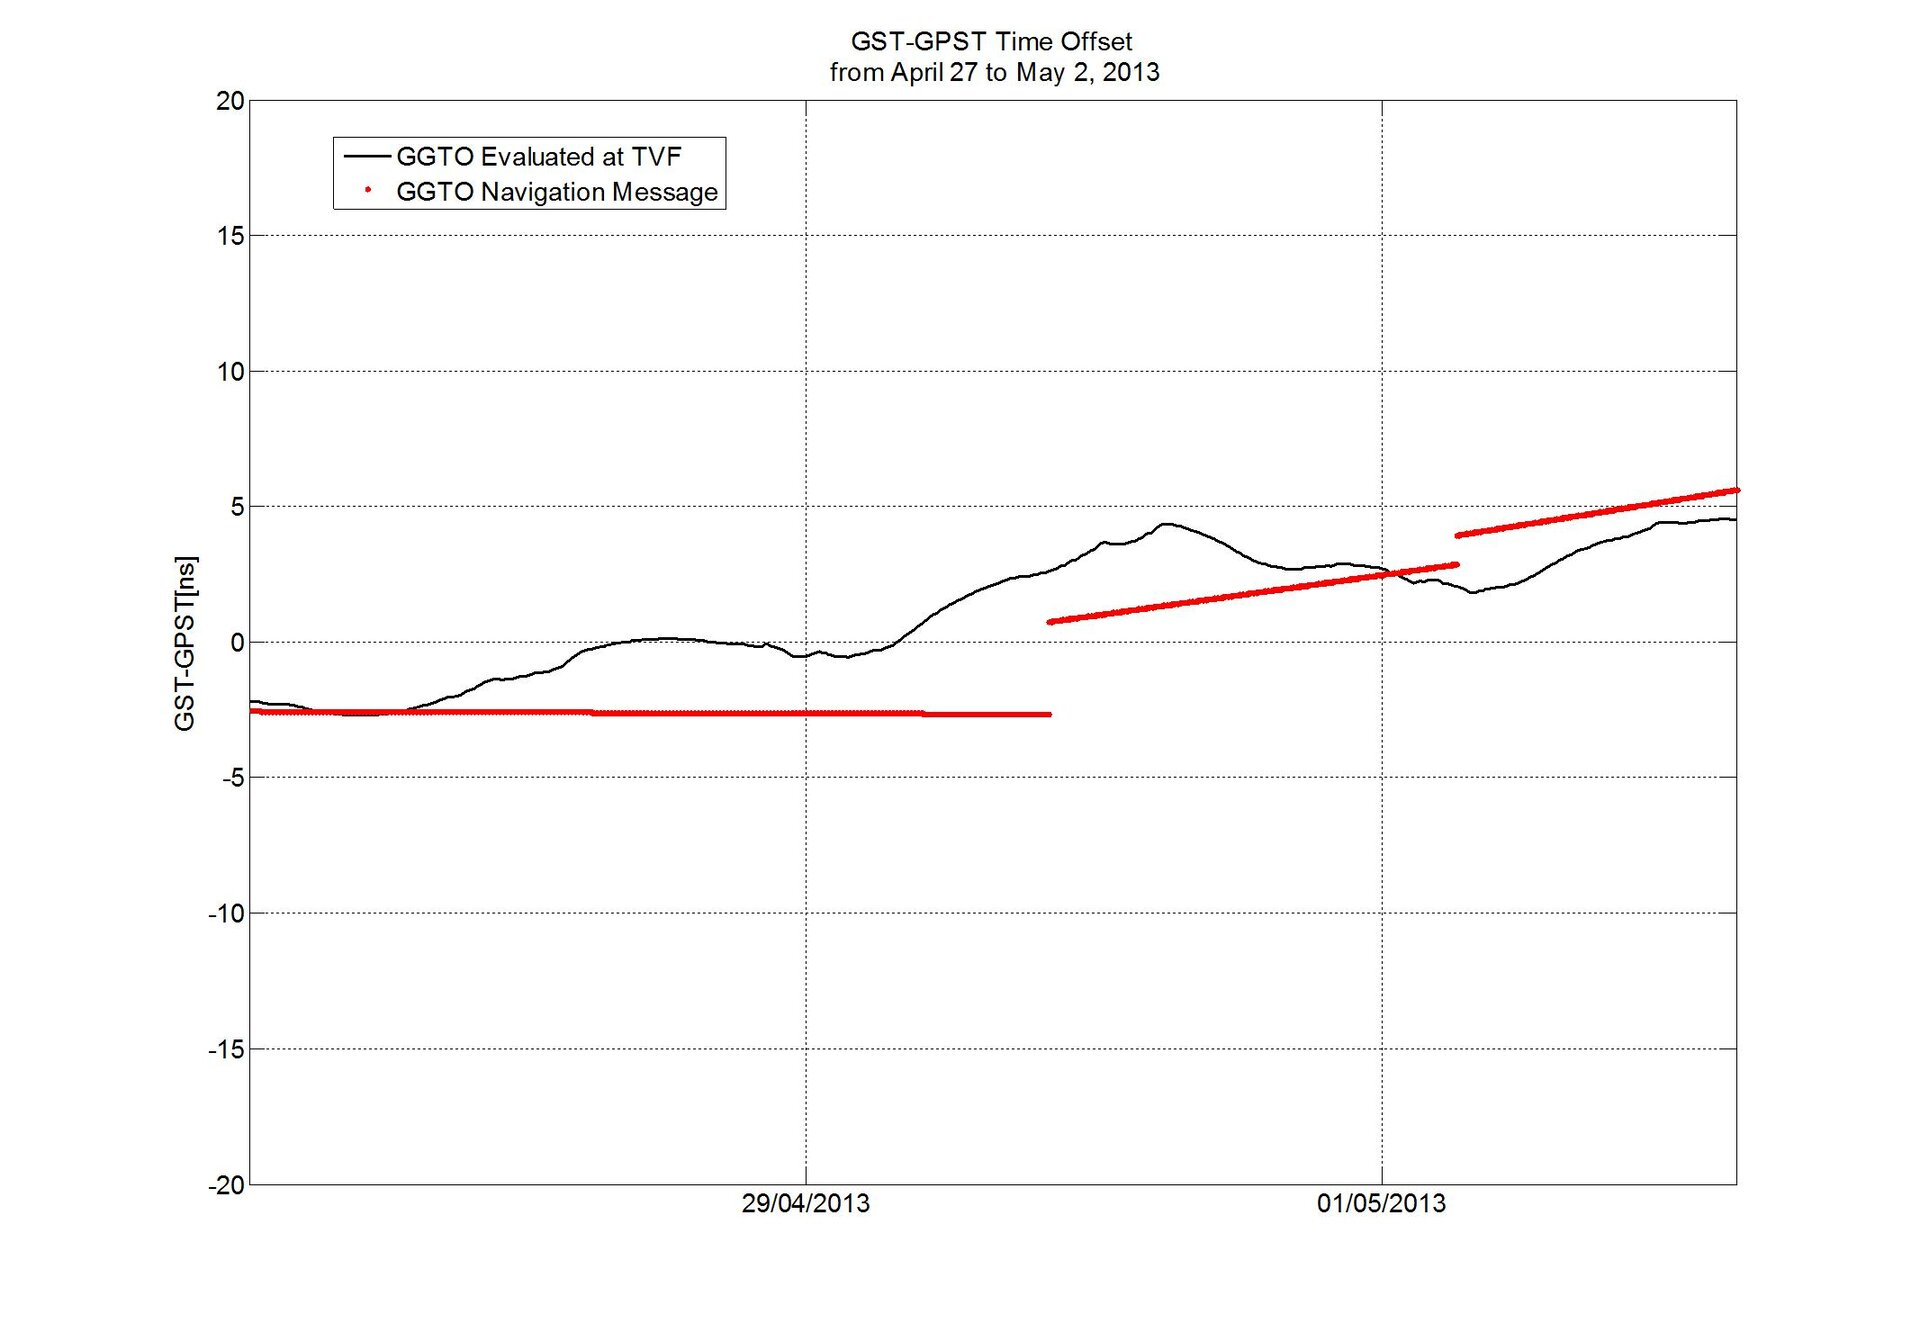 GST-GPST Time Offset
from April 27 to May 2, 2013
GGTO Evaluated at TVF
GGTO Navigation Message
GST-GPST[ns]
20
15
10
5
0
-5
-10
-15
-20
29/04/2013
01/05/2013